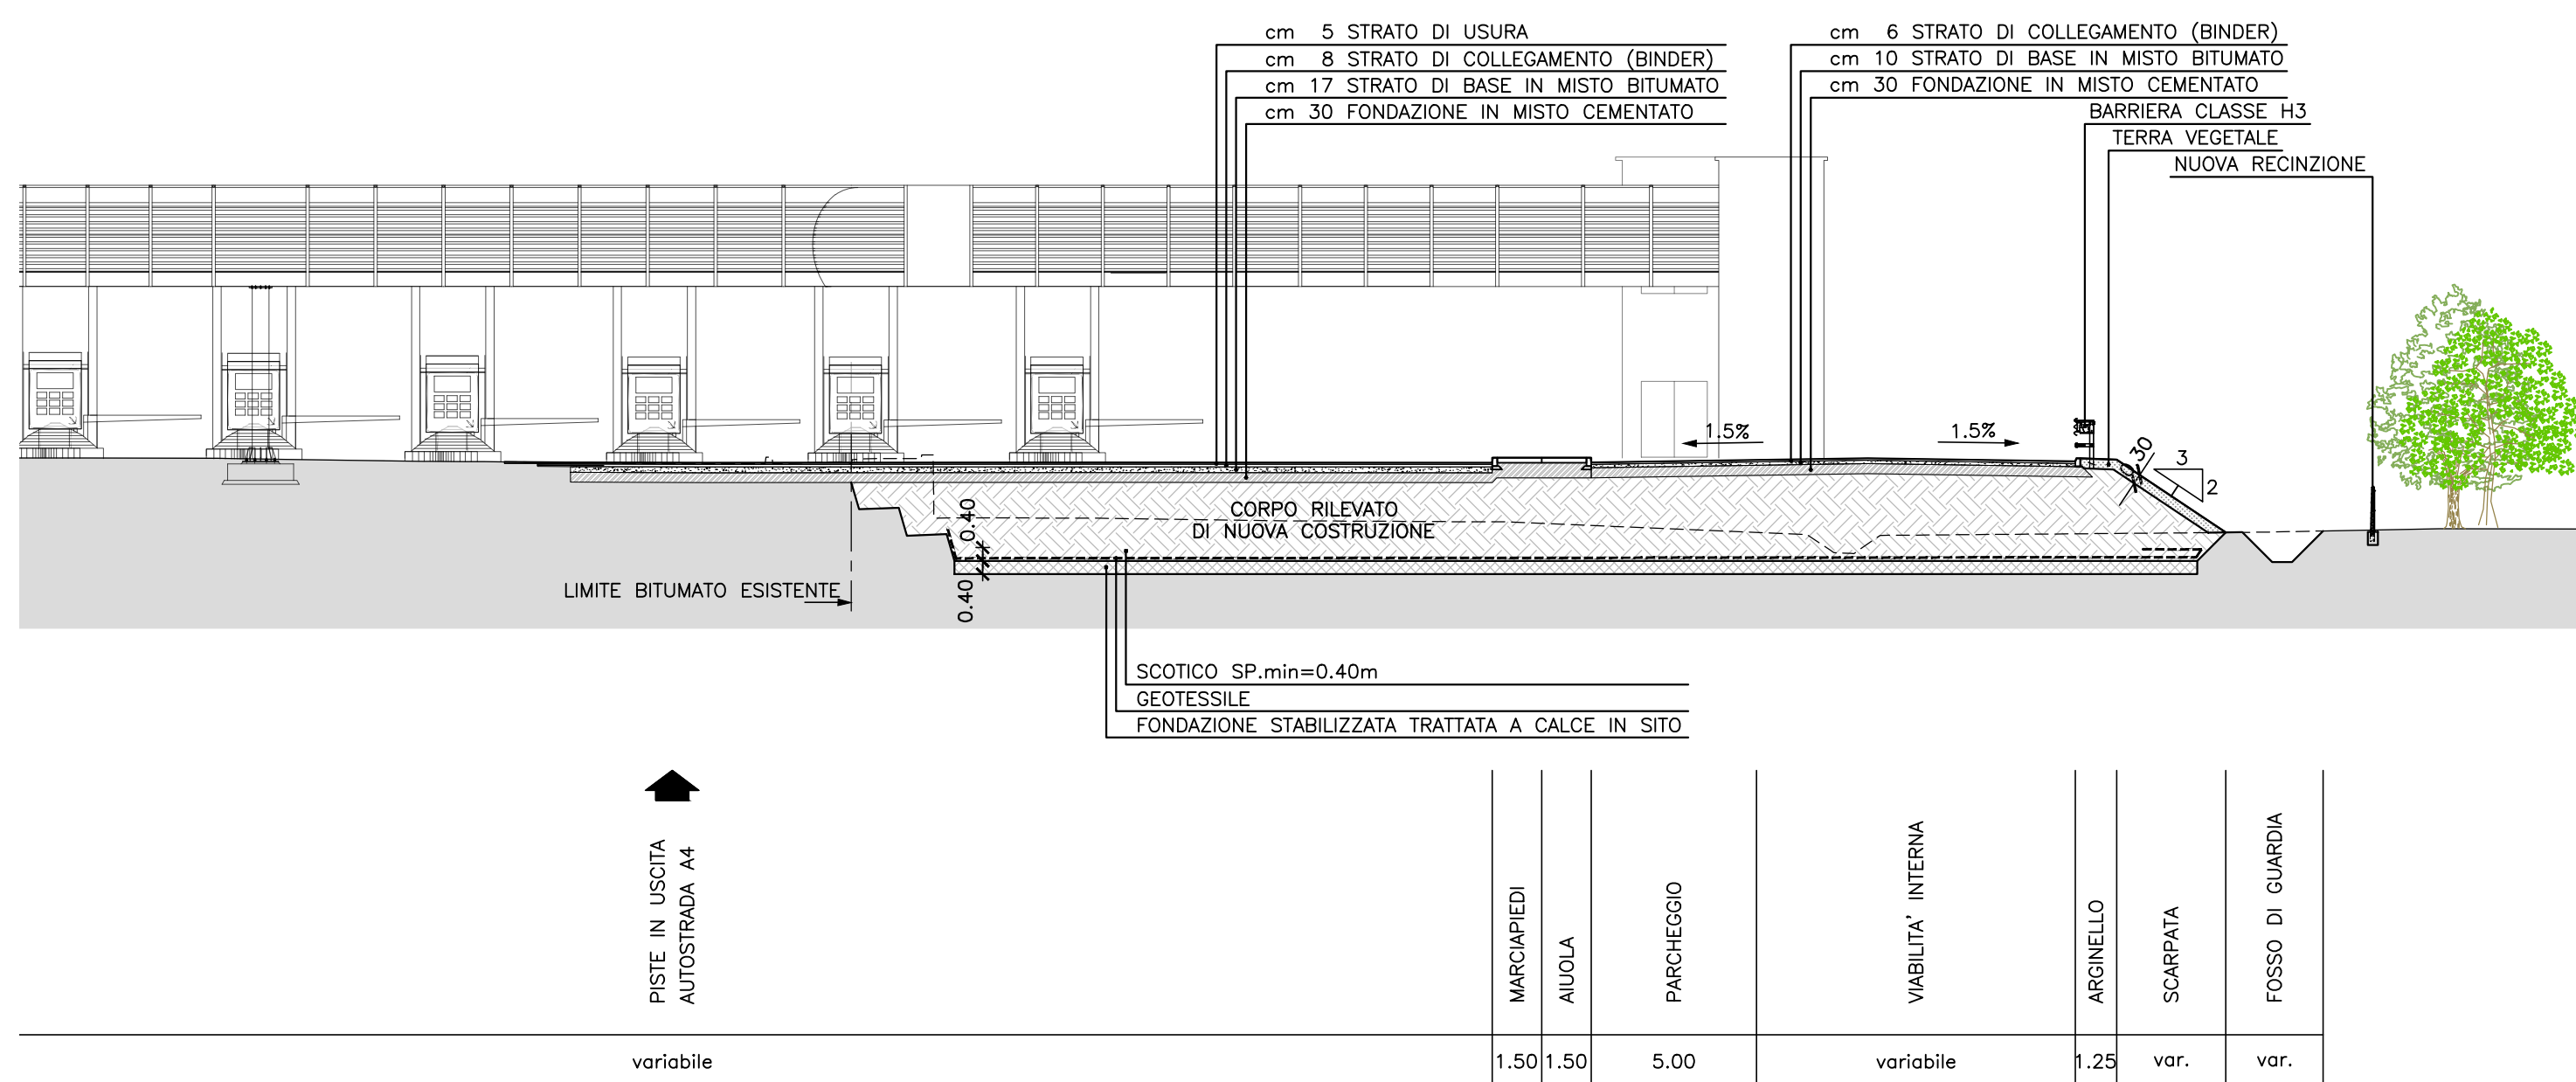 cm 5 STRATO DI USURA
cm 8 STRATO DI COLLEGAMENTO (BINDER)
cm 17 STRATO DI BASE IN MISTO BITUMATO
cm 30 FONDAZIONE IN MISTO CEMENTATO
cm 6 STRATO DI COLLEGAMENTO (BINDER)
cm 10 STRATO DI BASE IN MISTO BITUMATO
cm 30 FONDAZIONE IN MISTO CEMENTATO
BARRIERA CLASSE H3
TERRA VEGETALE
NUOVA RECINZIONE
1.5%
1.5%
0.30
3
2
CORPO RILEVATO
DI NUOVA COSTRUZIONE
0.40
0.40
LIMITE BITUMATO ESISTENTE
SCOTICO SP.min=0.40m
GEOTESSILE
FONDAZIONE STABILIZZATA TRATTATA A CALCE IN SITO
PISTE IN USCITA
AUTOSTRADA A4
MARCIAPIEDI
AIUOLA
PARCHEGGIO
VIABILITA' INTERNA
ARGINELLO
SCARPATA
FOSSO DI GUARDIA
variabile
1.50
1.50
5.00
variabile
1.25
var.
var.